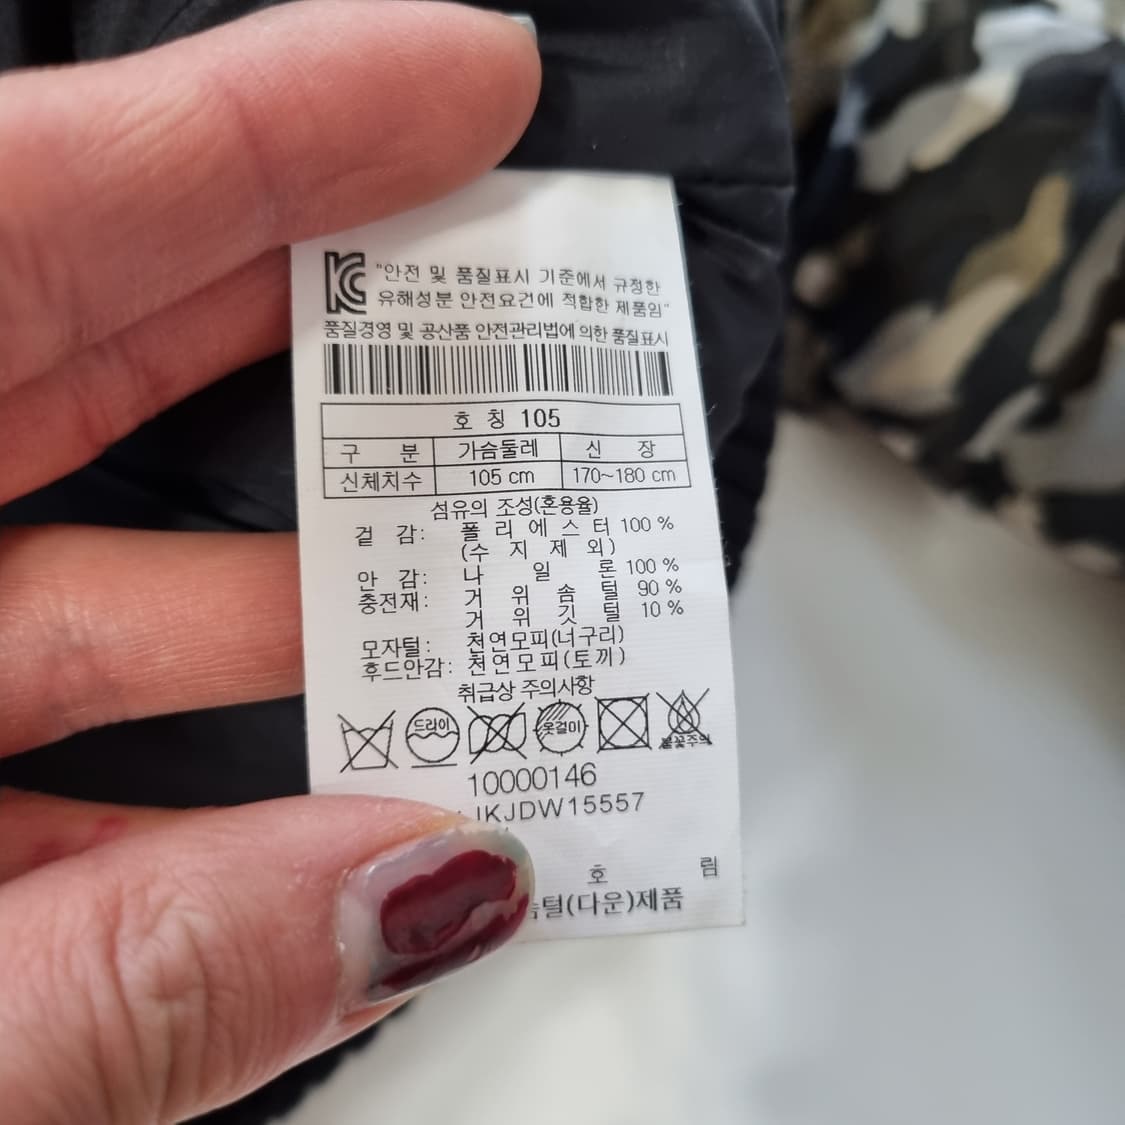 "안전 및 품질표시 기준에서 규정한
유해성분 안전요건에 적합한 제품임"
품질경영 및 공산품 안전관리법에 의한 품질표시
호 칭 105
구 분 가슴둘레 신 장
신체치수 105 cm 170~180 cm
섬유의 조성(혼용율)
겉 감: 폴 리 에 스 터 100 %
(수 지 제 외)
안 감: 나 일 론 100 %
충전재: 거 위 솜 털 90 %
거 위 깃 털 10 %
모자털: 천연모피(너구리)
후드안감: 천연모피(토끼)
취급상 주의사항
드라이 옷걸이 불꽃주의
10000146
JKJDW15557
호 림
털(다운)제품